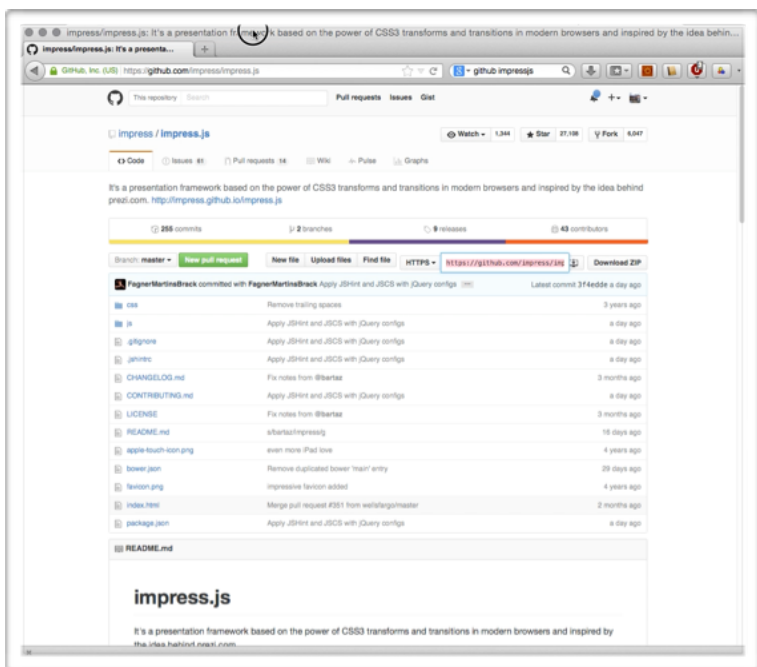 impress/impress.js: It's a presentation framework based on the power of CSS3 transforms and transitions in modern browsers and inspired by the idea behin...
impress/impress.js: It's a presenta...
GitHub, Inc. (US) https://github.com/impress/impress.js github impressjs
This repository Search Pull requests Issues Gist
impress / impress.js Watch 1,344 Star 27,108 Fork 6,047
Code Issues 61 Pull requests 14 Wiki Pulse Graphs
It's a presentation framework based on the power of CSS3 transforms and transitions in modern browsers and inspired by the idea behind
prezi.com. http://impress.github.io/impress.js
255 commits 2 branches 9 releases 43 contributors
Branch: master New pull request New file Upload files Find file HTTPS https://github.com/impress/imp Download ZIP
FagnerMartinsBrack committed with FagnerMartinsBrack Apply JSHint and JSCS with jQuery configs Latest commit 3f4edde a day ago
css Remove trailing spaces 3 years ago
js Apply JSHint and JSCS with jQuery configs a day ago
.gitignore Apply JSHint and JSCS with jQuery configs a day ago
.jshintrc Apply JSHint and JSCS with jQuery configs a day ago
CHANGELOG.md Fix notes from @bartaz 3 months ago
CONTRIBUTING.md Apply JSHint and JSCS with jQuery configs a day ago
LICENSE Fix notes from @bartaz 3 months ago
README.md s/bartaz/impress/g 16 days ago
apple-touch-icon.png even more iPad love 4 years ago
bower.json Remove duplicated bower 'main' entry 29 days ago
favicon.png impressive favicon added 4 years ago
index.html Merge pull request #351 from wellsfargo/master 2 months ago
package.json Apply JSHint and JSCS with jQuery configs a day ago
README.md
impress.js
It's a presentation framework based on the power of CSS3 transforms and transitions in modern browsers and inspired by
the idea behind prezi.com.